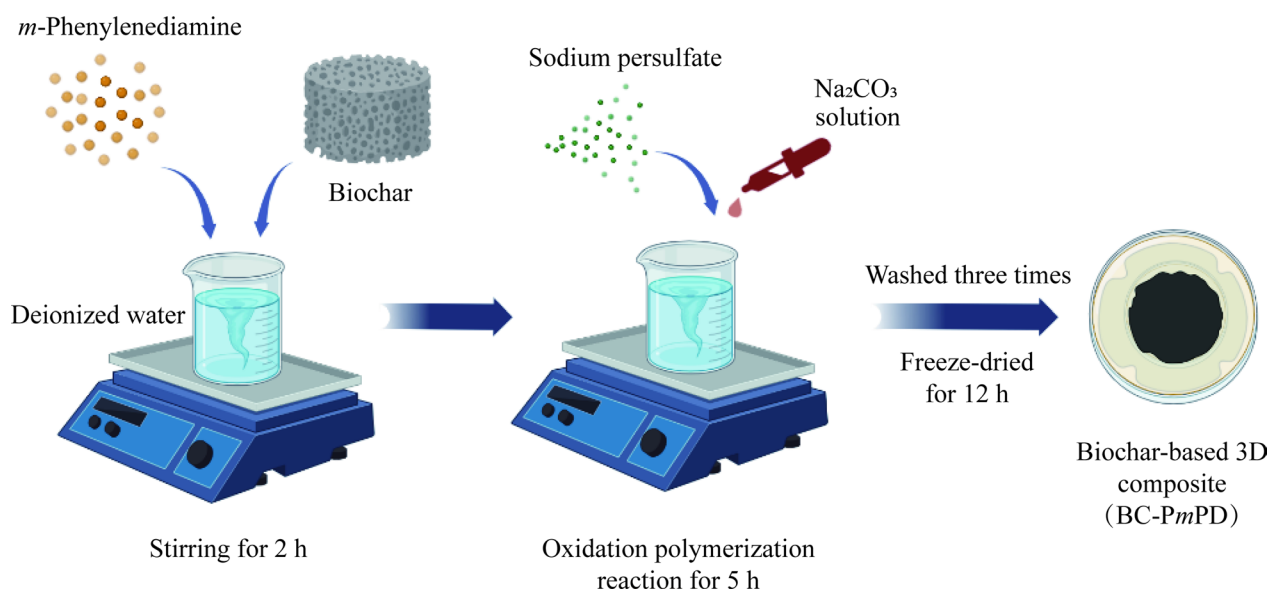 m-Phenylenediamine
Biochar
Deionized water
Stirring for 2 h
Sodium persulfate
Na₂CO₃
solution
Oxidation polymerization
reaction for 5 h
Washed three times
Freeze-dried
for 12 h
Biochar-based 3D
composite
（BC-PmPD）